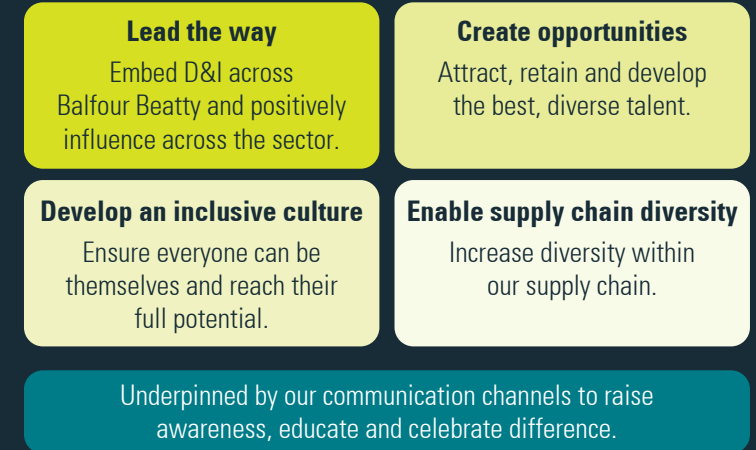 Lead the way
Embed D&I across
Balfour Beatty and positively
influence across the sector.
Create opportunities
Attract, retain and develop
the best, diverse talent.
Develop an inclusive culture
Ensure everyone can be
themselves and reach their
full potential.
Enable supply chain diversity
Increase diversity within
our supply chain.
Underpinned by our communication channels to raise
awareness, educate and celebrate difference.